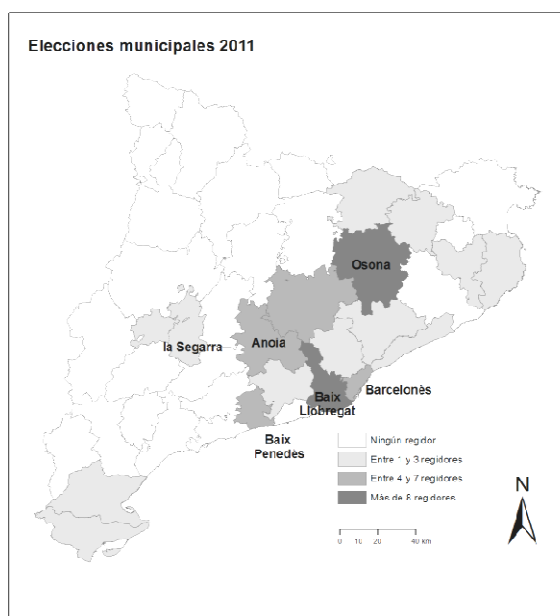 Elecciones municipales 2011
Osona
la Segarra
Anoia
Barcelonès
Baix
Llobregat
Baix
Penedès
Ningún regidor
Entre 1 y 3 regidores
Entre 4 y 7 regidores
Más de 8 regidores
N
0 10 20 40 km